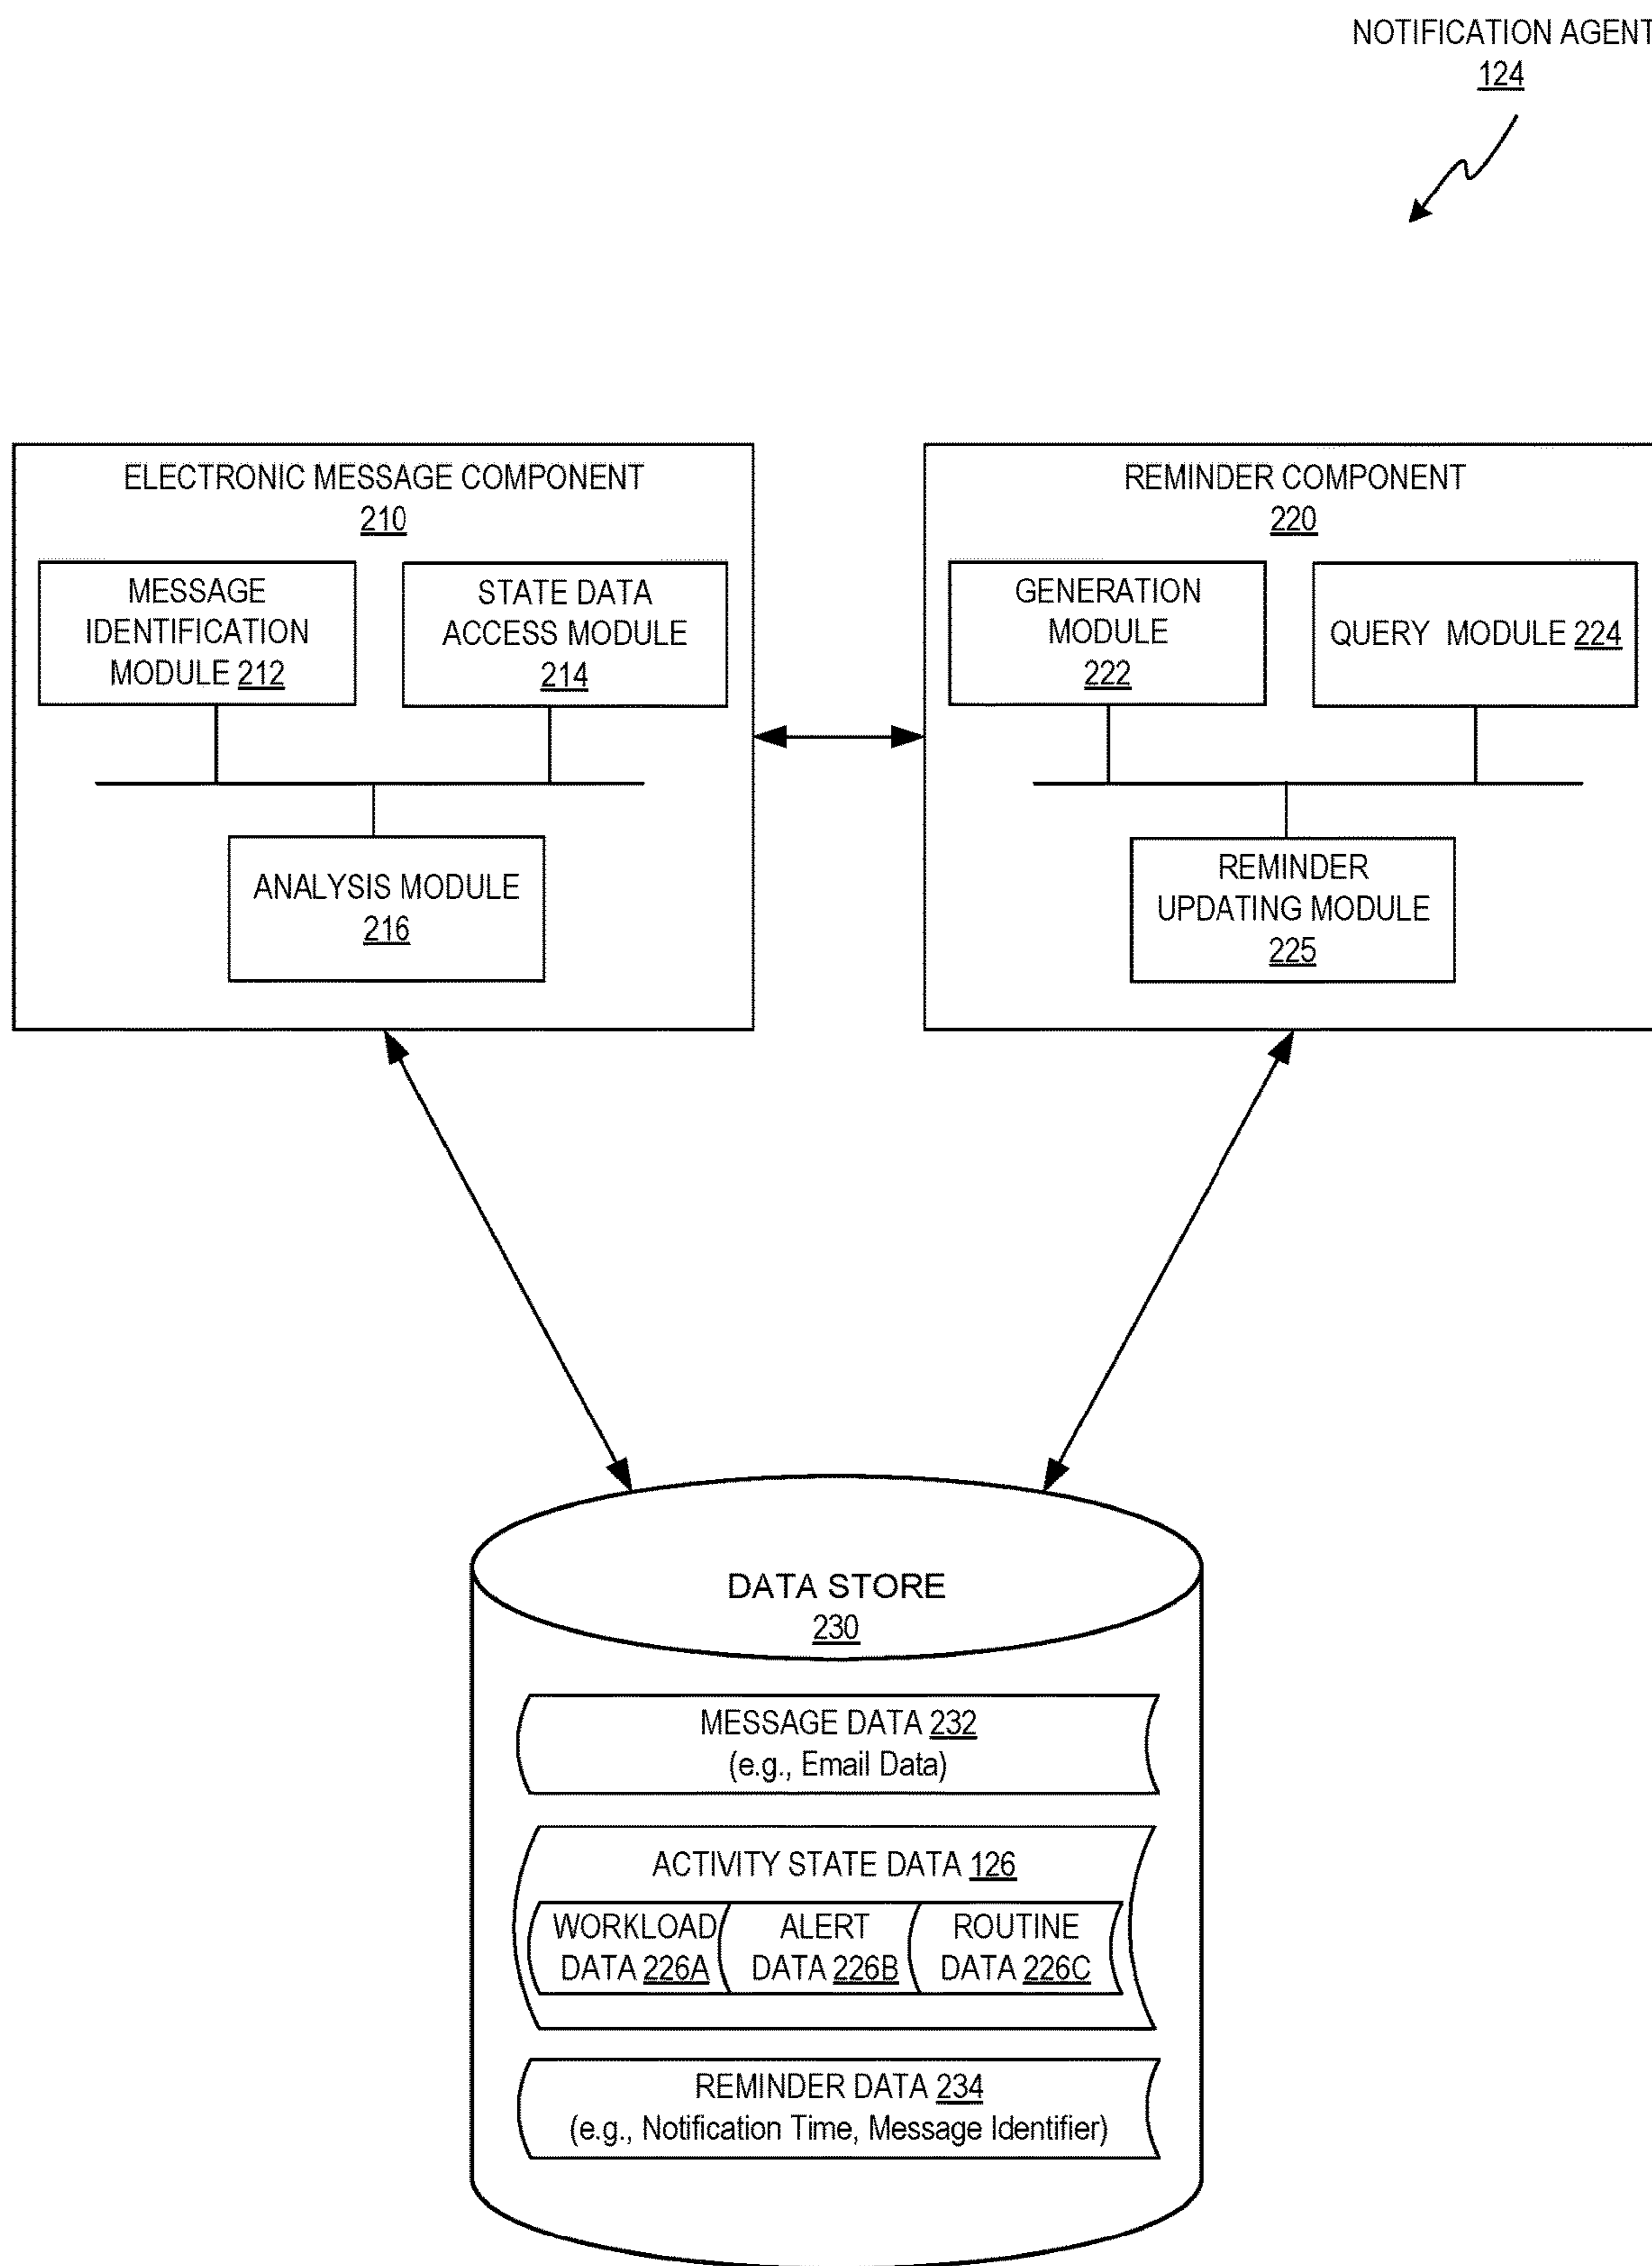 NOTIFICATION AGENT
124
ELECTRONIC MESSAGE COMPONENT
210
MESSAGE
IDENTIFICATION
MODULE 212
STATE DATA
ACCESS MODULE
214
ANALYSIS MODULE
216
REMINDER COMPONENT
220
GENERATION
MODULE
222
QUERY MODULE 224
REMINDER
UPDATING MODULE
225
DATA STORE
230
MESSAGE DATA 232
(e.g., Email Data)
ACTIVITY STATE DATA 126
WORKLOAD
DATA 226A
ALERT
DATA 226B
ROUTINE
DATA 226C
REMINDER DATA 234
(e.g., Notification Time, Message Identifier)